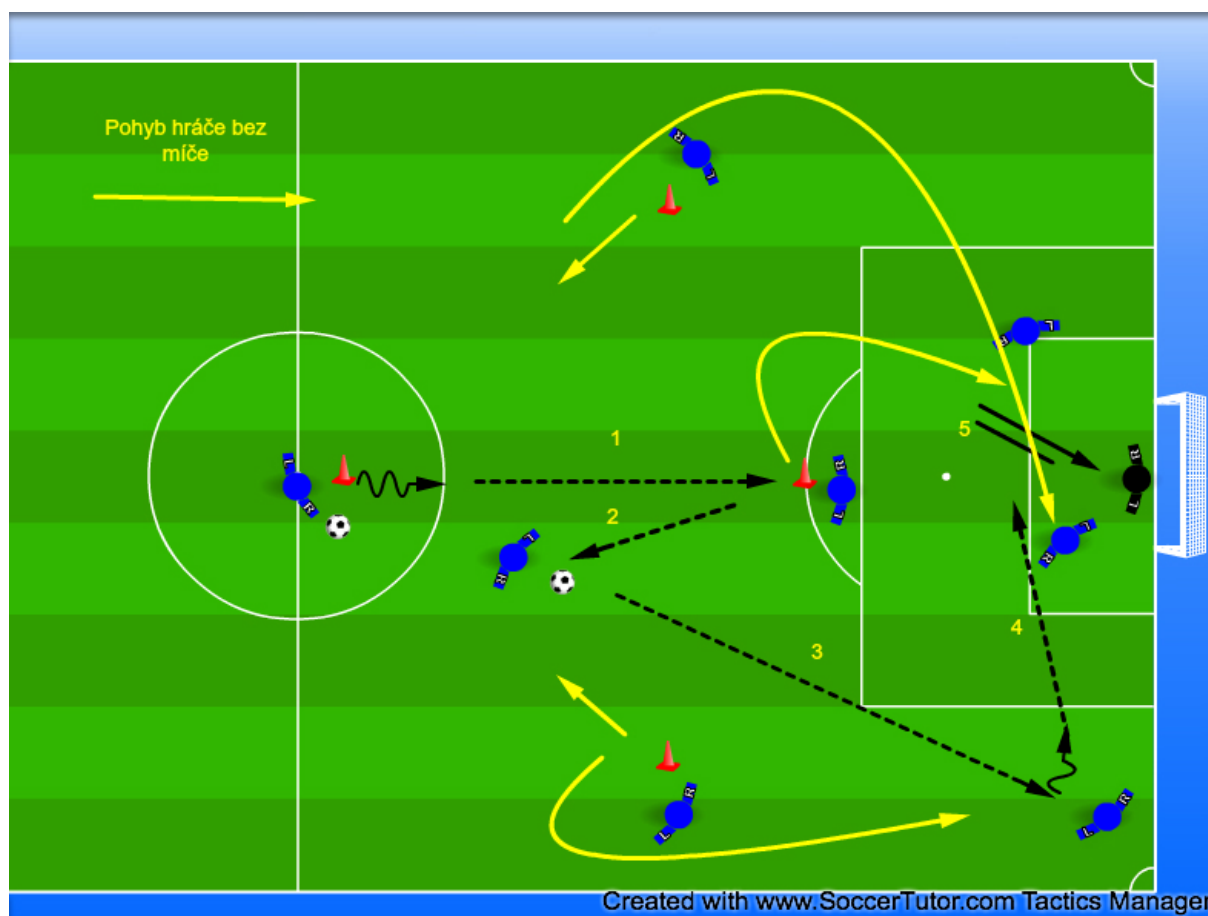 Pohyb hráče bez
míče
R
L
L
R
5
1
L
R
R
R
L
L
2
L
R
L
R
4
3
R
L
R
L
Created with www.SoccerTutor.com Tactics Manager